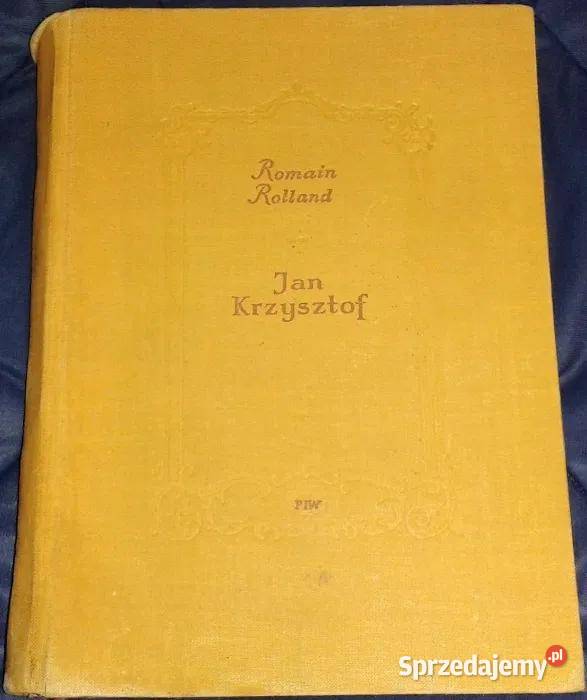 Romain
Rolland
Jan
Krzysztof
PIW
Sprzedajemy.pl